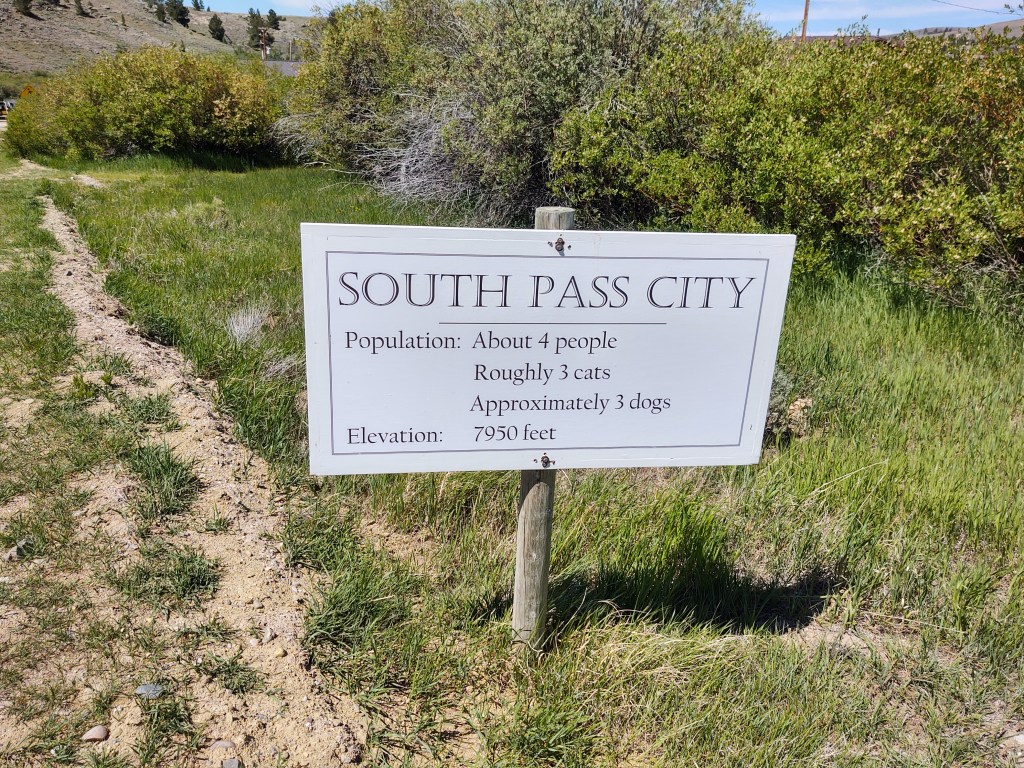 SOUTH PASS CITY
Population: About 4 people
Roughly 3 cats
Approximately 3 dogs
Elevation: 7950 feet